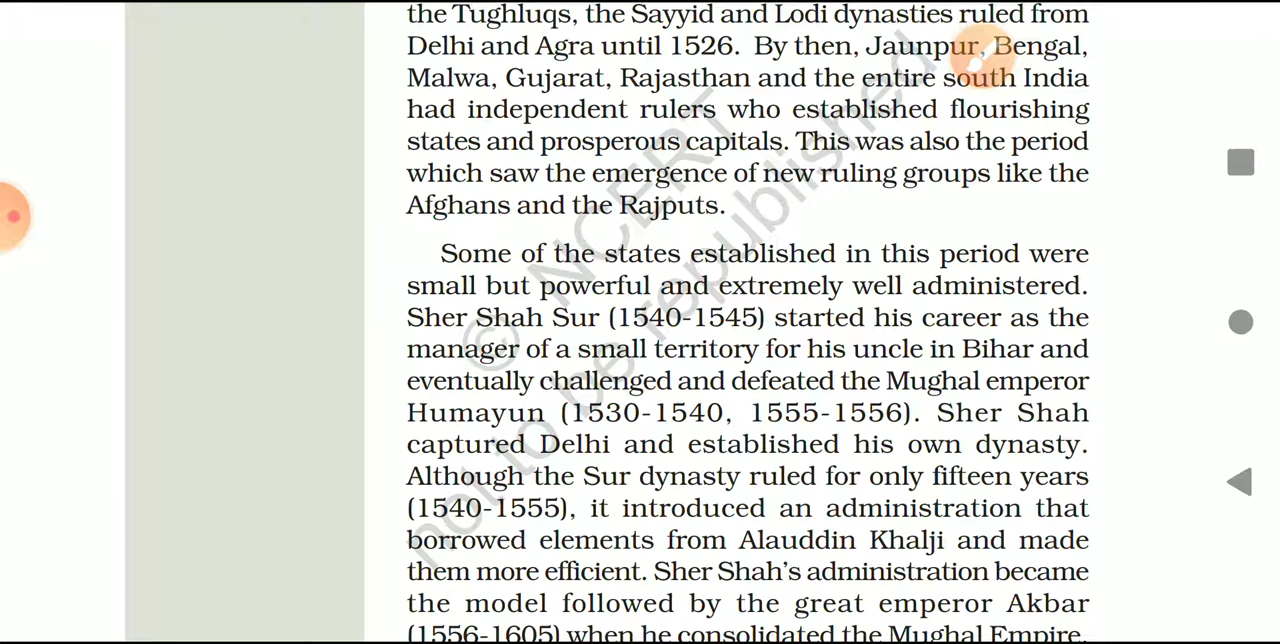 the Tughluqs, the Sayyid and Lodi dynasties ruled from
Delhi and Agra until 1526. By then, Jaunpur, Bengal,
Malwa, Gujarat, Rajasthan and the entire south India
had independent rulers who established flourishing
states and prosperous capitals. This was also the period
which saw the emergence of new ruling groups like the
Afghans and the Rajputs.
Some of the states established in this period were
small but powerful and extremely well administered.
Sher Shah Sur (1540-1545) started his career as the
manager of a small territory for his uncle in Bihar and
eventually challenged and defeated the Mughal emperor
Humayun (1530-1540, 1555-1556). Sher Shah
captured Delhi and established his own dynasty.
Although the Sur dynasty ruled for only fifteen years
(1540-1555), it introduced an administration that
borrowed elements from Alauddin Khalji and made
them more efficient. Sher Shah's administration became
the model followed by the great emperor Akbar
(1556-1605) when he consolidated the Mughal Empire.
© NCERT
not to be republished